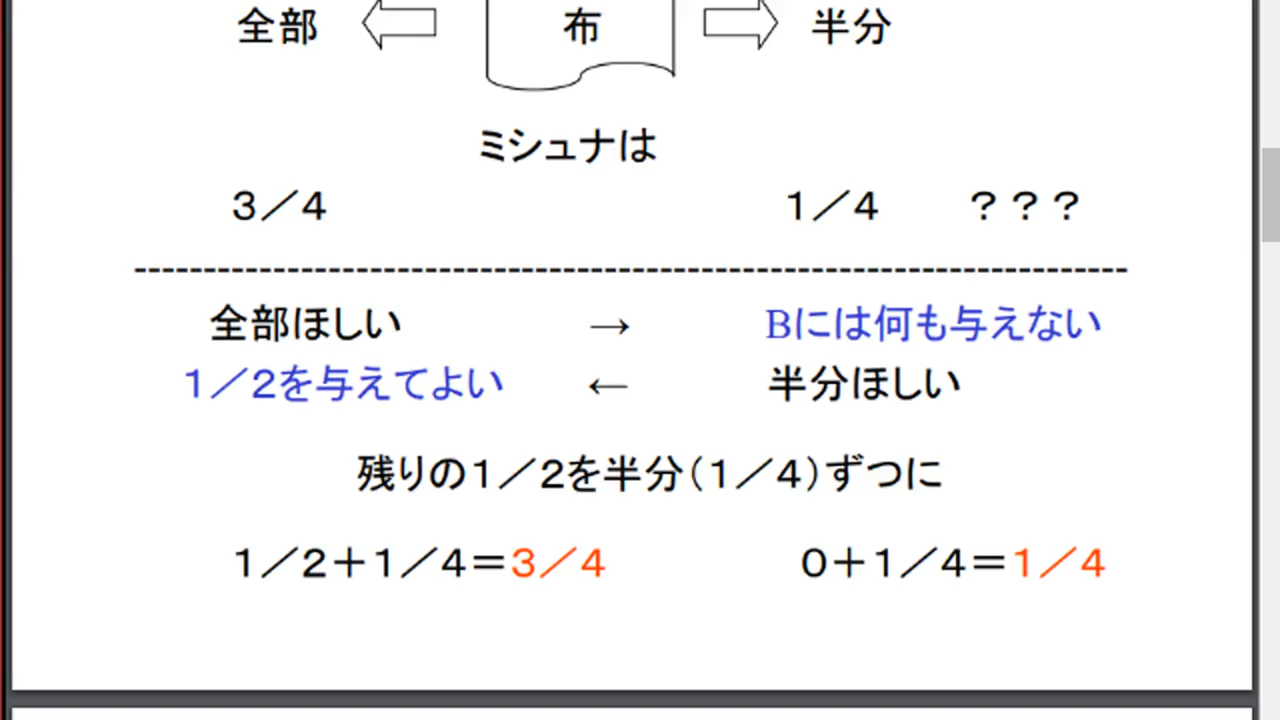 全部 布 半分
ミシュナは
３／４ １／４ ？？？
------------------------------------------------------------------------
全部ほしい → Bには何も与えない
１／２を与えてよい ← 半分ほしい
残りの１／２を半分（１／４）ずつに
１／２＋１／４＝３／４ ０＋１／４＝１／４